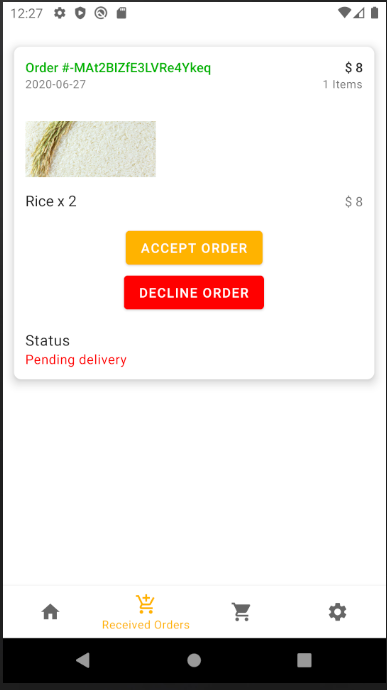 12:27
Order #-MAt2BIZfE3LVRe4Ykeq $ 8
2020-06-27 1 Items
Rice x 2 $ 8
ACCEPT ORDER
DECLINE ORDER
Status
Pending delivery
Received Orders